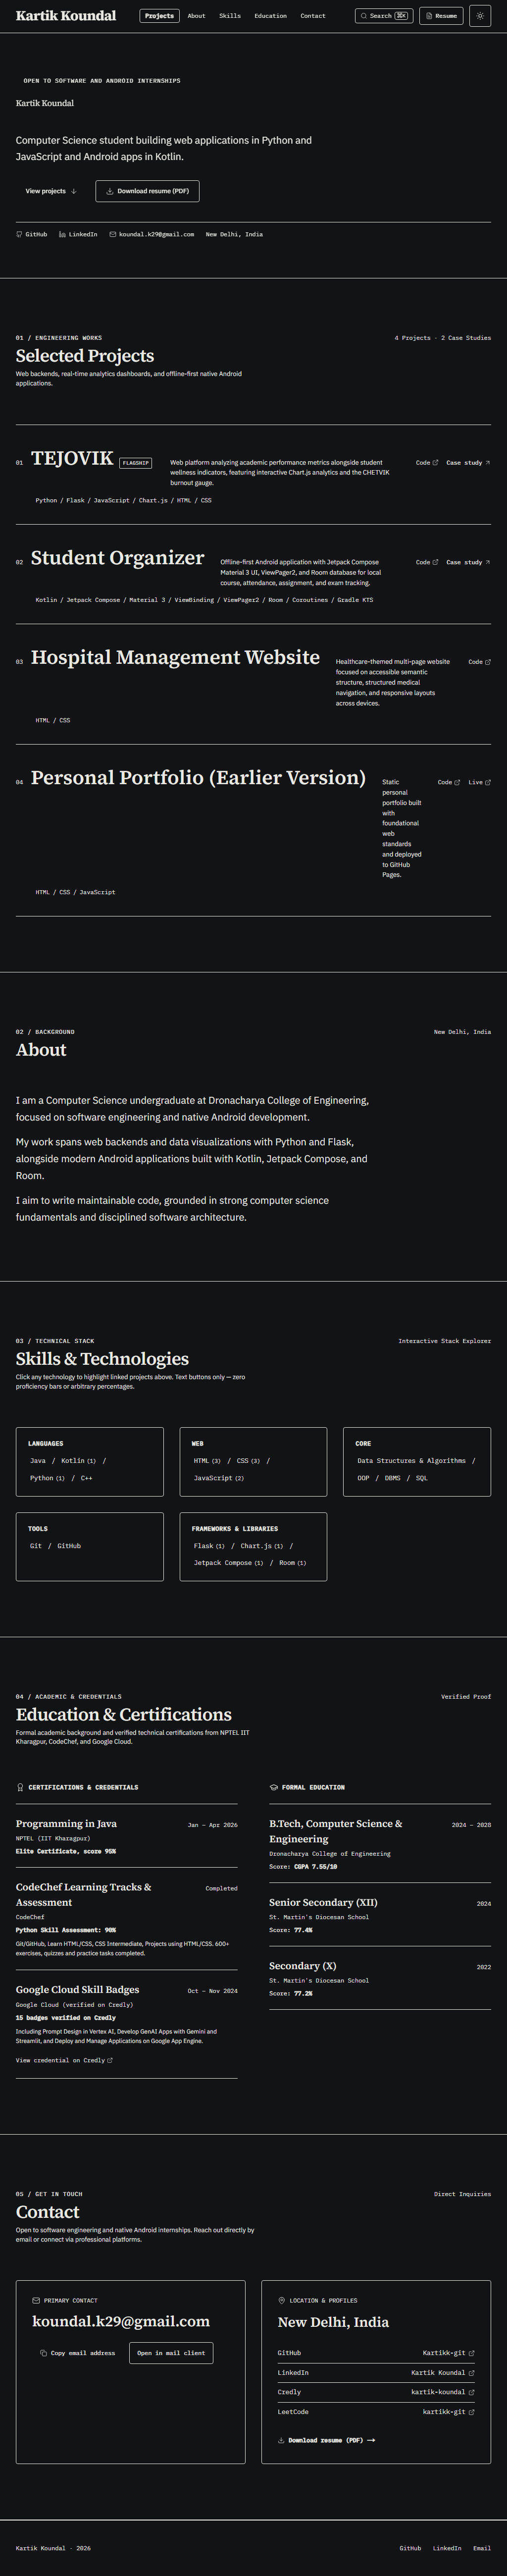 Kartik Koundal
Projects About Skills Education Contact
Search ⌘K Resume
OPEN TO SOFTWARE AND ANDROID INTERNSHIPS
Kartik Koundal
Computer Science student building web applications in Python and
JavaScript and Android apps in Kotlin.
View projects ↓ Download resume (PDF)
GitHub LinkedIn koundal.k29@gmail.com New Delhi, India
01 / ENGINEERING WORKS
4 Projects · 2 Case Studies
Selected Projects
Web backends, real-time analytics dashboards, and offline-first native Android
applications.
01 TEJOVIK FLAGSHIP
Web platform analyzing academic performance metrics alongside student
wellness indicators, featuring interactive Chart.js analytics and the CHETVIK
burnout gauge.
Code Case study
Python / Flask / JavaScript / Chart.js / HTML / CSS
02 Student Organizer
Offline-first Android application with Jetpack Compose
Material 3 UI, ViewPager2, and Room database for local
course, attendance, assignment, and exam tracking.
Code Case study
Kotlin / Jetpack Compose / Material 3 / ViewBinding / ViewPager2 / Room / Coroutines / Gradle KTS
03 Hospital Management Website
Healthcare-themed multi-page website
focused on accessible semantic
structure, structured medical
navigation, and responsive layouts
across devices.
Code
HTML / CSS
04 Personal Portfolio (Earlier Version)
Static
personal
portfolio built
with
foundational
web
standards
and deployed
to GitHub
Pages.
Code Live
HTML / CSS / JavaScript
02 / BACKGROUND
New Delhi, India
About
I am a Computer Science undergraduate at Dronacharya College of Engineering,
focused on software engineering and native Android development.
My work spans web backends and data visualizations with Python and Flask,
alongside modern Android applications built with Kotlin, Jetpack Compose, and
Room.
I aim to write maintainable code, grounded in strong computer science
fundamentals and disciplined software architecture.
03 / TECHNICAL STACK
Interactive Stack Explorer
Skills & Technologies
Click any technology to highlight linked projects above. Text buttons only — zero
proficiency bars or arbitrary percentages.
LANGUAGES
Java / Kotlin (1) /
Python (1) / C++
WEB
HTML (3) / CSS (3) /
JavaScript (2)
CORE
Data Structures & Algorithms /
OOP / DBMS / SQL
TOOLS
Git / GitHub
FRAMEWORKS & LIBRARIES
Flask (1) / Chart.js (1) /
Jetpack Compose (1) / Room (1)
04 / ACADEMIC & CREDENTIALS
Verified Proof
Education & Certifications
Formal academic background and verified technical certifications from NPTEL IIT
Kharagpur, CodeChef, and Google Cloud.
CERTIFICATIONS & CREDENTIALS
Programming in Java
Jan – Apr 2026
NPTEL (IIT Kharagpur)
Elite Certificate, score 95%
CodeChef Learning Tracks &
Assessment
Completed
CodeChef
Python Skill Assessment: 90%
Git/GitHub, Learn HTML/CSS, CSS Intermediate, Projects using HTML/CSS. 600+
exercises, quizzes and practice tasks completed.
Google Cloud Skill Badges
Oct – Nov 2024
Google Cloud (verified on Credly)
15 badges verified on Credly
Including Prompt Design in Vertex AI, Develop GenAI Apps with Gemini and
Streamlit, and Deploy and Manage Applications on Google App Engine.
View credential on Credly
FORMAL EDUCATION
B.Tech, Computer Science &
Engineering
2024 – 2028
Dronacharya College of Engineering
Score: CGPA 7.55/10
Senior Secondary (XII)
2024
St. Martin's Diocesan School
Score: 77.4%
Secondary (X)
2022
St. Martin's Diocesan School
Score: 77.2%
05 / GET IN TOUCH
Direct Inquiries
Contact
Open to software engineering and native Android internships. Reach out directly by
email or connect via professional platforms.
PRIMARY CONTACT
koundal.k29@gmail.com
Copy email address Open in mail client
LOCATION & PROFILES
New Delhi, India
GitHub Kartikk-git
LinkedIn Kartik Koundal
Credly kartik-koundal
LeetCode kartikk-git
Download resume (PDF) ⟶
Kartik Koundal · 2026
GitHub LinkedIn Email